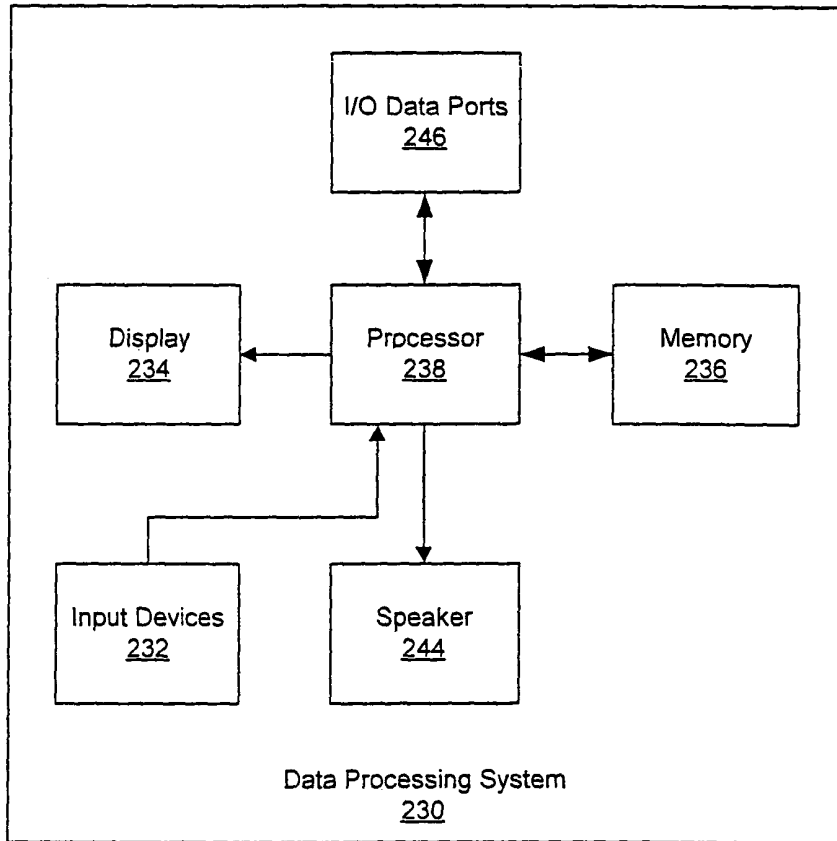 I/O Data Ports
246
Display
234
Processor
238
Memory
236
Input Devices
232
Speaker
244
Data Processing System
230